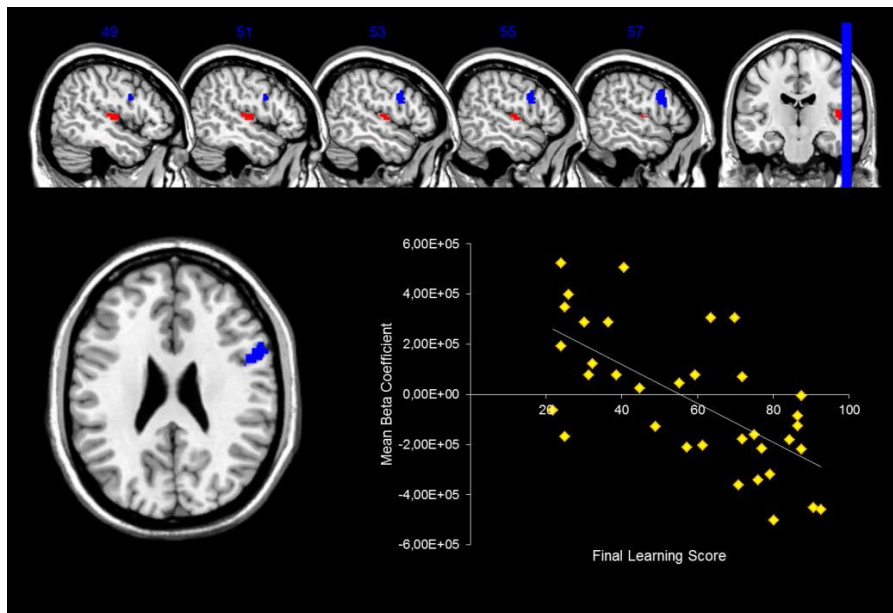 49 51 53 55 57
6,00E+05
4,00E+05
2,00E+05
0,00E+00
-2,00E+05
-4,00E+05
-6,00E+05
20 40 60 80 100
Mean Beta Coefficient
Final Learning Score